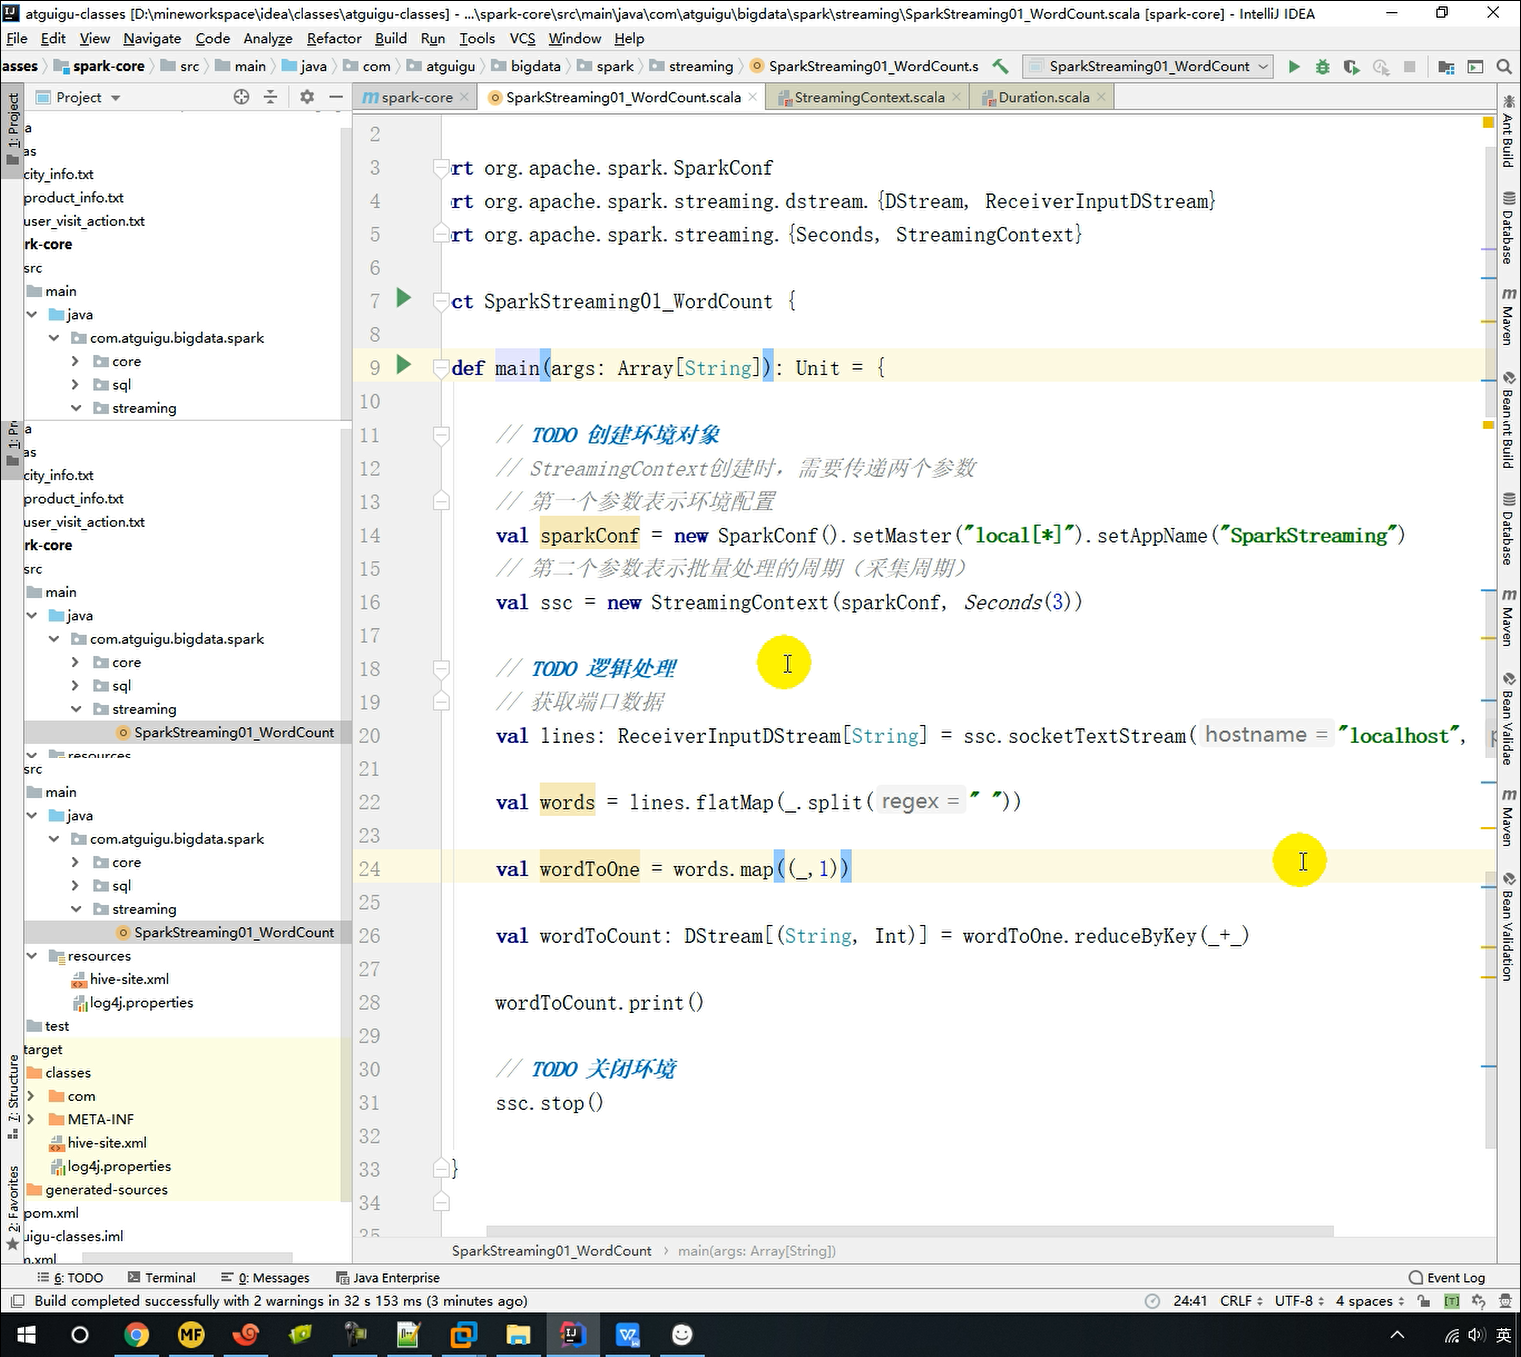 atguigu-classes [D:\mineworkspace\idea\classes\atguigu-classes] - ...\spark-core\src\main\java\com\atguigu\bigdata\spark\streaming\SparkStreaming01_WordCount.scala [spark-core] - IntelliJ IDEA
File Edit View Navigate Code Analyze Refactor Build Run Tools VCS Window Help
asses spark-core src main java com atguigu bigdata spark streaming SparkStreaming01_WordCount.s SparkStreaming01_WordCount
Project
spark-core SparkStreaming01_WordCount.scala StreamingContext.scala Duration.scala
1: Project
a
as
city_info.txt
product_info.txt
user_visit_action.txt
rk-core
src
main
java
com.atguigu.bigdata.spark
core
sql
streaming
a
as
city_info.txt
product_info.txt
user_visit_action.txt
rk-core
src
main
java
com.atguigu.bigdata.spark
core
sql
streaming
SparkStreaming01_WordCount
resources
src
main
java
com.atguigu.bigdata.spark
core
sql
streaming
SparkStreaming01_WordCount
resources
hive-site.xml
log4j.properties
test
target
classes
com
META-INF
hive-site.xml
log4j.properties
generated-sources
pom.xml
uigu-classes.iml
n.xml
7: Structure
2: Favorites
2
3 rt org.apache.spark.SparkConf
4 rt org.apache.spark.streaming.dstream.{DStream, ReceiverInputDStream}
5 rt org.apache.spark.streaming.{Seconds, StreamingContext}
6
7 ct SparkStreaming01_WordCount {
8
9 def main(args: Array[String]): Unit = {
10
11 // TODO 创建环境对象
12 // StreamingContext创建时，需要传递两个参数
13 // 第一个参数表示环境配置
14 val sparkConf = new SparkConf().setMaster("local[*]").setAppName("SparkStreaming")
15 // 第二个参数表示批量处理的周期（采集周期）
16 val ssc = new StreamingContext(sparkConf, Seconds(3))
17
18 // TODO 逻辑处理
19 // 获取端口数据
20 val lines: ReceiverInputDStream[String] = ssc.socketTextStream( hostname = "localhost", p
21
22 val words = lines.flatMap(_.split( regex = " "))
23
24 val wordToOne = words.map((_,1))
25
26 val wordToCount: DStream[(String, Int)] = wordToOne.reduceByKey(_+_)
27
28 wordToCount.print()
29
30 // TODO 关闭环境
31 ssc.stop()
32
33 }
34
35
SparkStreaming01_WordCount › main(args: Array[String])
Ant Build
Database
Maven
Bean
nt Build
Database
Maven
Bean Validae
Maven
Bean Validation
6: TODO Terminal 0: Messages Java Enterprise Event Log
Build completed successfully with 2 warnings in 32 s 153 ms (3 minutes ago) 24:41 CRLF UTF-8 4 spaces
MF
英